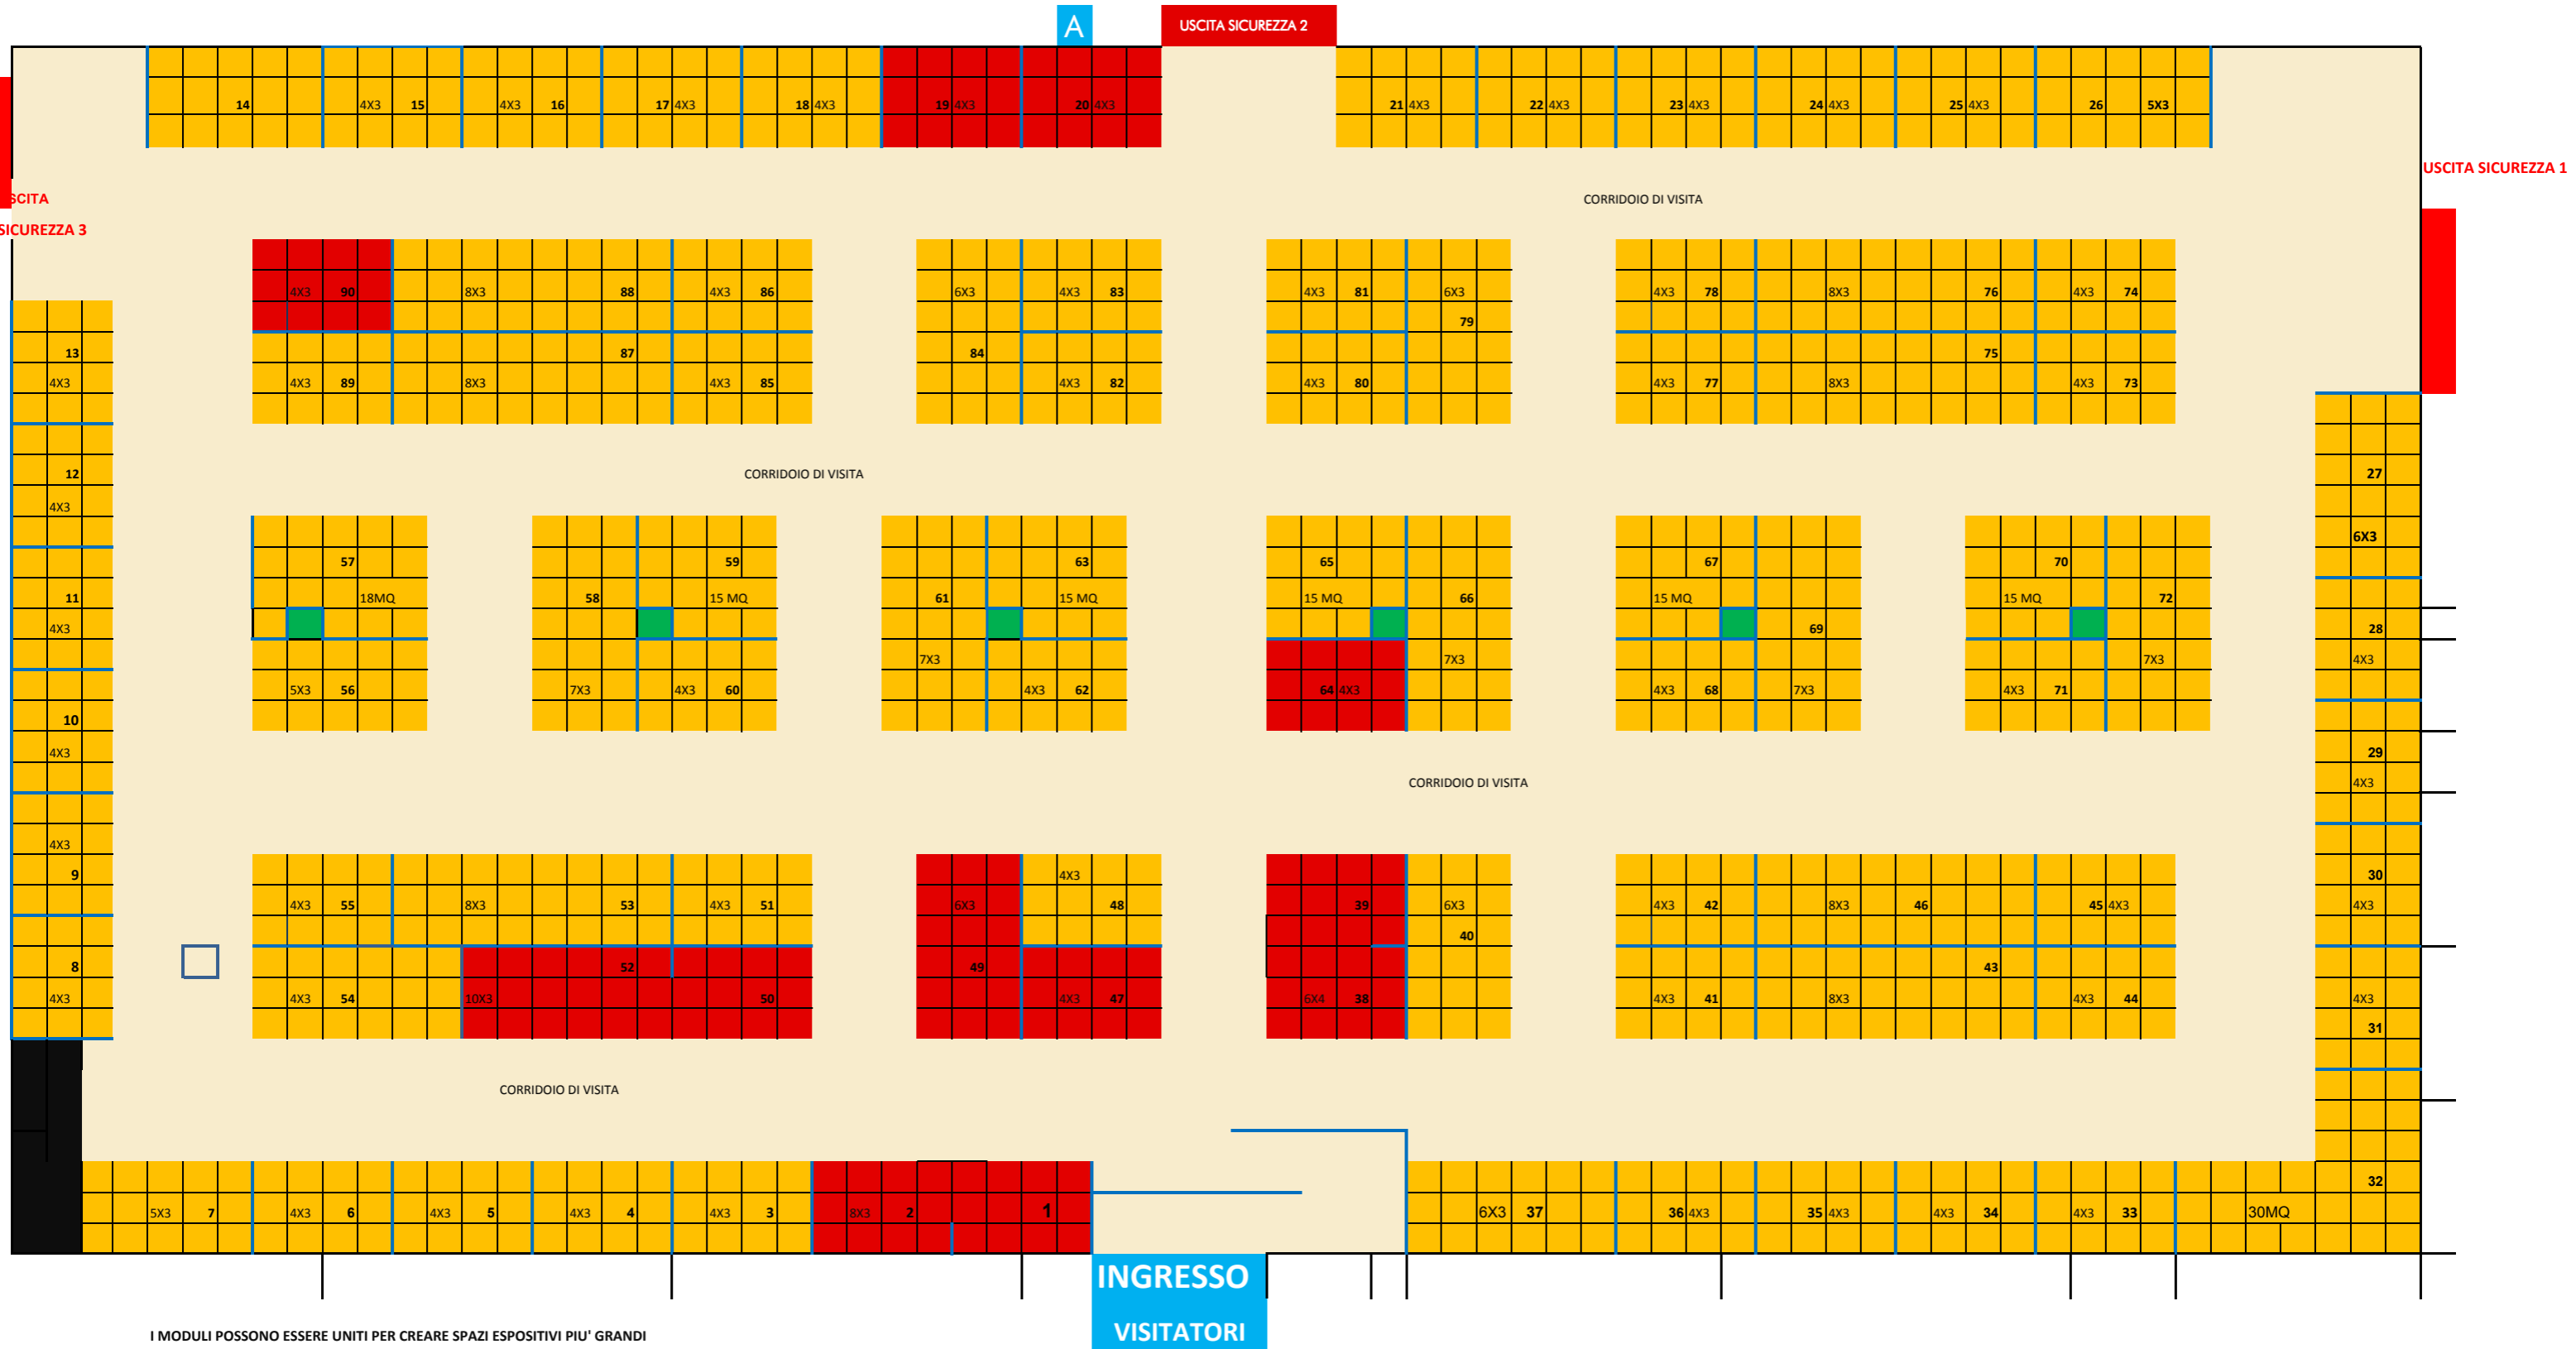 A
USCITA SICUREZZA 2
14 4X3 15 4X3 16 17 4X3 18 4X3 19 4X3 20 4X3 21 4X3 22 4X3 23 4X3 24 4X3 25 4X3 26 5X3
USCITA SICUREZZA 1
SCITA
SICUREZZA 3
CORRIDOIO DI VISITA
4X3 90 8X3 88 4X3 86 6X3 4X3 83 4X3 81 6X3 4X3 78 8X3 76 4X3 74
79
13 87 84 75
4X3 4X3 89 8X3 4X3 85 4X3 82 4X3 80 4X3 77 8X3 4X3 73
12 CORRIDOIO DI VISITA 27
4X3
6X3
57 59 63 65 67 70
11 18MQ 58 15 MQ 61 15 MQ 15 MQ 66 15 MQ 15 MQ 72
4X3 69 28
7X3 7X3 7X3 4X3
5X3 56 7X3 4X3 60 4X3 62 64 4X3 4X3 68 7X3 4X3 71
10
4X3 29
CORRIDOIO DI VISITA 4X3
4X3
9 4X3 30
4X3 55 8X3 53 4X3 51 6X3 48 39 6X3 4X3 42 8X3 46 45 4X3 4X3
40
8 52 49 43
4X3 4X3 54 10X3 50 4X3 47 6X4 38 4X3 41 8X3 4X3 44 4X3
31
CORRIDOIO DI VISITA
32
5X3 7 4X3 6 4X3 5 4X3 4 4X3 3 8X3 2 1 6X3 37 36 4X3 35 4X3 4X3 34 4X3 33 30MQ
INGRESSO
VISITATORI
I MODULI POSSONO ESSERE UNITI PER CREARE SPAZI ESPOSITIVI PIU' GRANDI